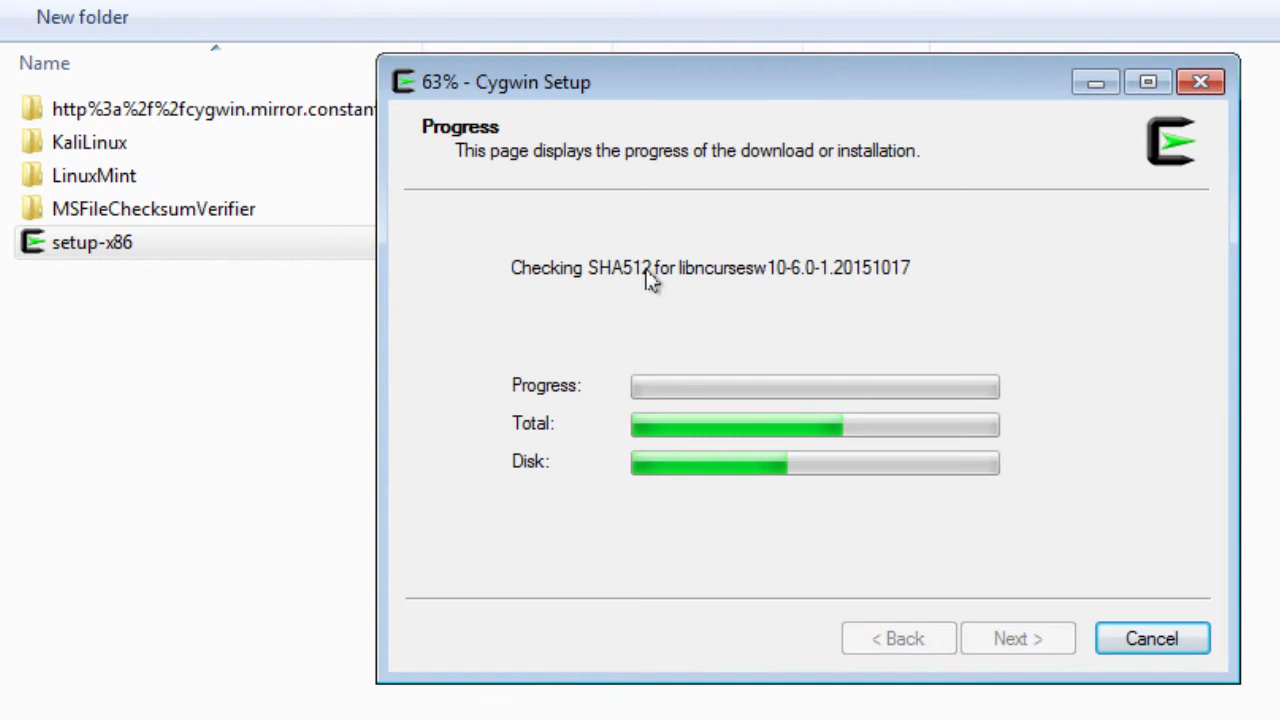 New folder
Name
http%3a%2f%2fcygwin.mirror.constant
KaliLinux
LinuxMint
MSFileChecksumVerifier
setup-x86
63% - Cygwin Setup
Progress
This page displays the progress of the download or installation.
Checking SHA512 for libncursesw10-6.0-1.20151017
Progress:
Total:
Disk:
< Back
Next >
Cancel